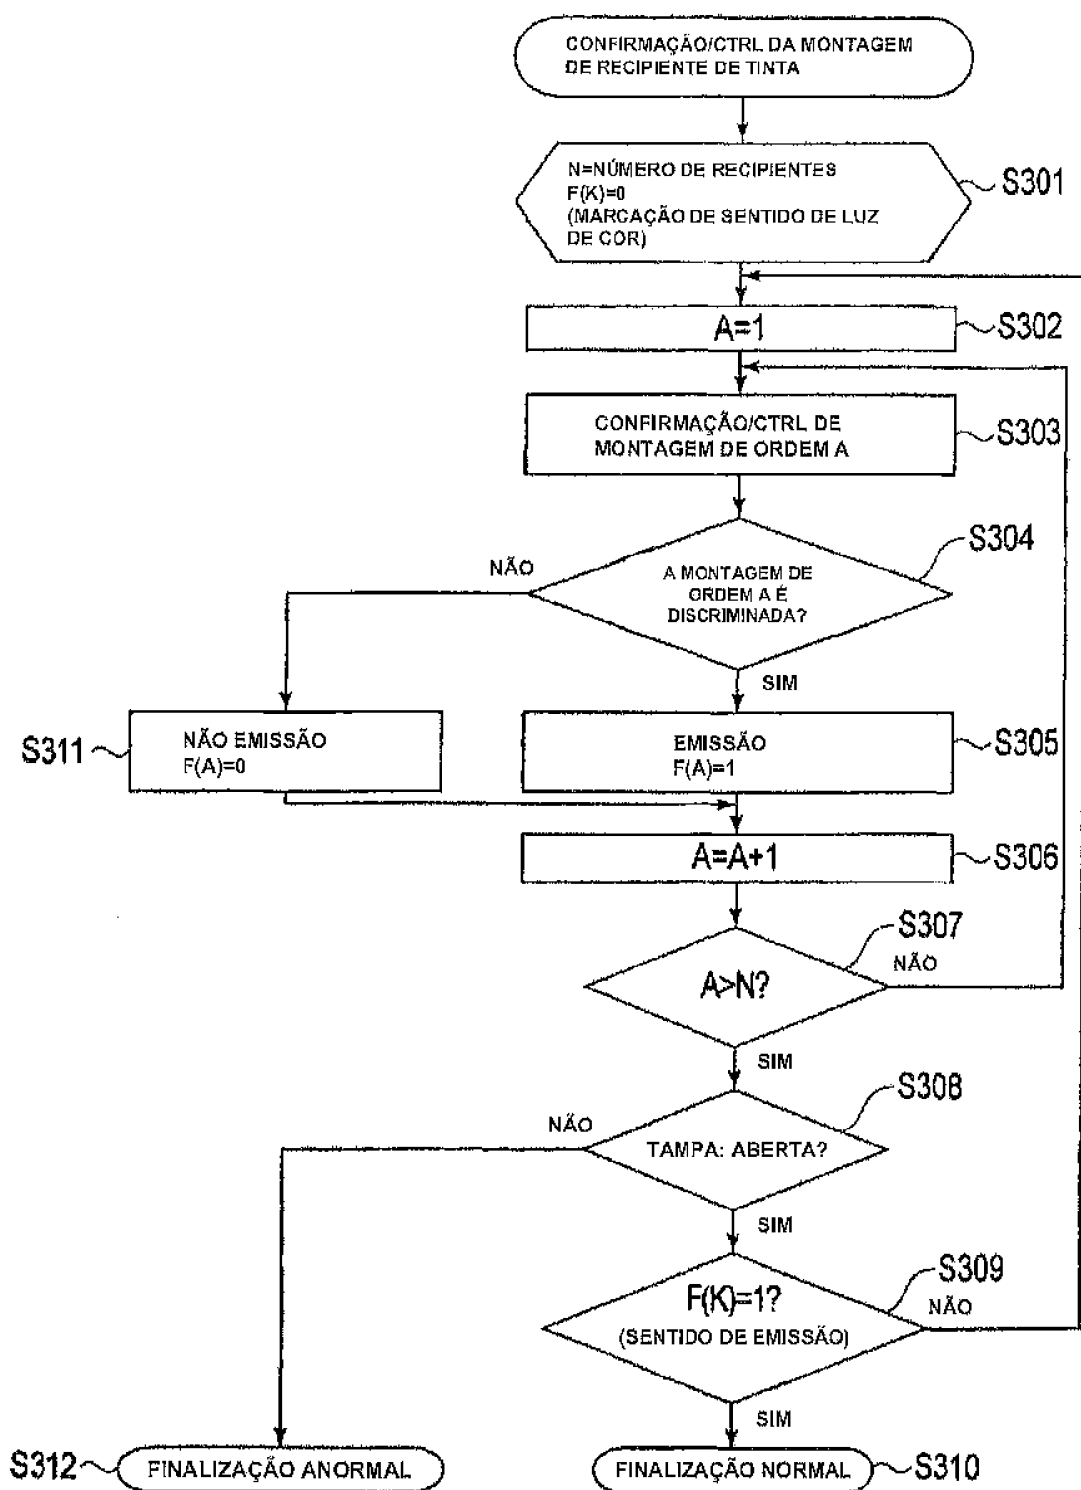 CONFIRMAÇÃO/CTRL DA MONTAGEM
DE RECIPIENTE DE TINTA
N=NÚMERO DE RECIPIENTES
F(K)=0
(MARCAÇÃO DE SENTIDO DE LUZ
DE COR)
S301
A=1
S302
CONFIRMAÇÃO/CTRL DE
MONTAGEM DE ORDEM A
S303
S304
NÃO
A MONTAGEM DE
ORDEM A É
DISCRIMINADA?
SIM
S311
NÃO EMISSÃO
F(A)=0
EMISSÃO
F(A)=1
S305
A=A+1
S306
S307
NÃO
A>N?
SIM
S308
NÃO
TAMPA: ABERTA?
SIM
S309
NÃO
F(K)=1?
(SENTIDO DE EMISSÃO)
SIM
S312
FINALIZAÇÃO ANORMAL
FINALIZAÇÃO NORMAL
S310